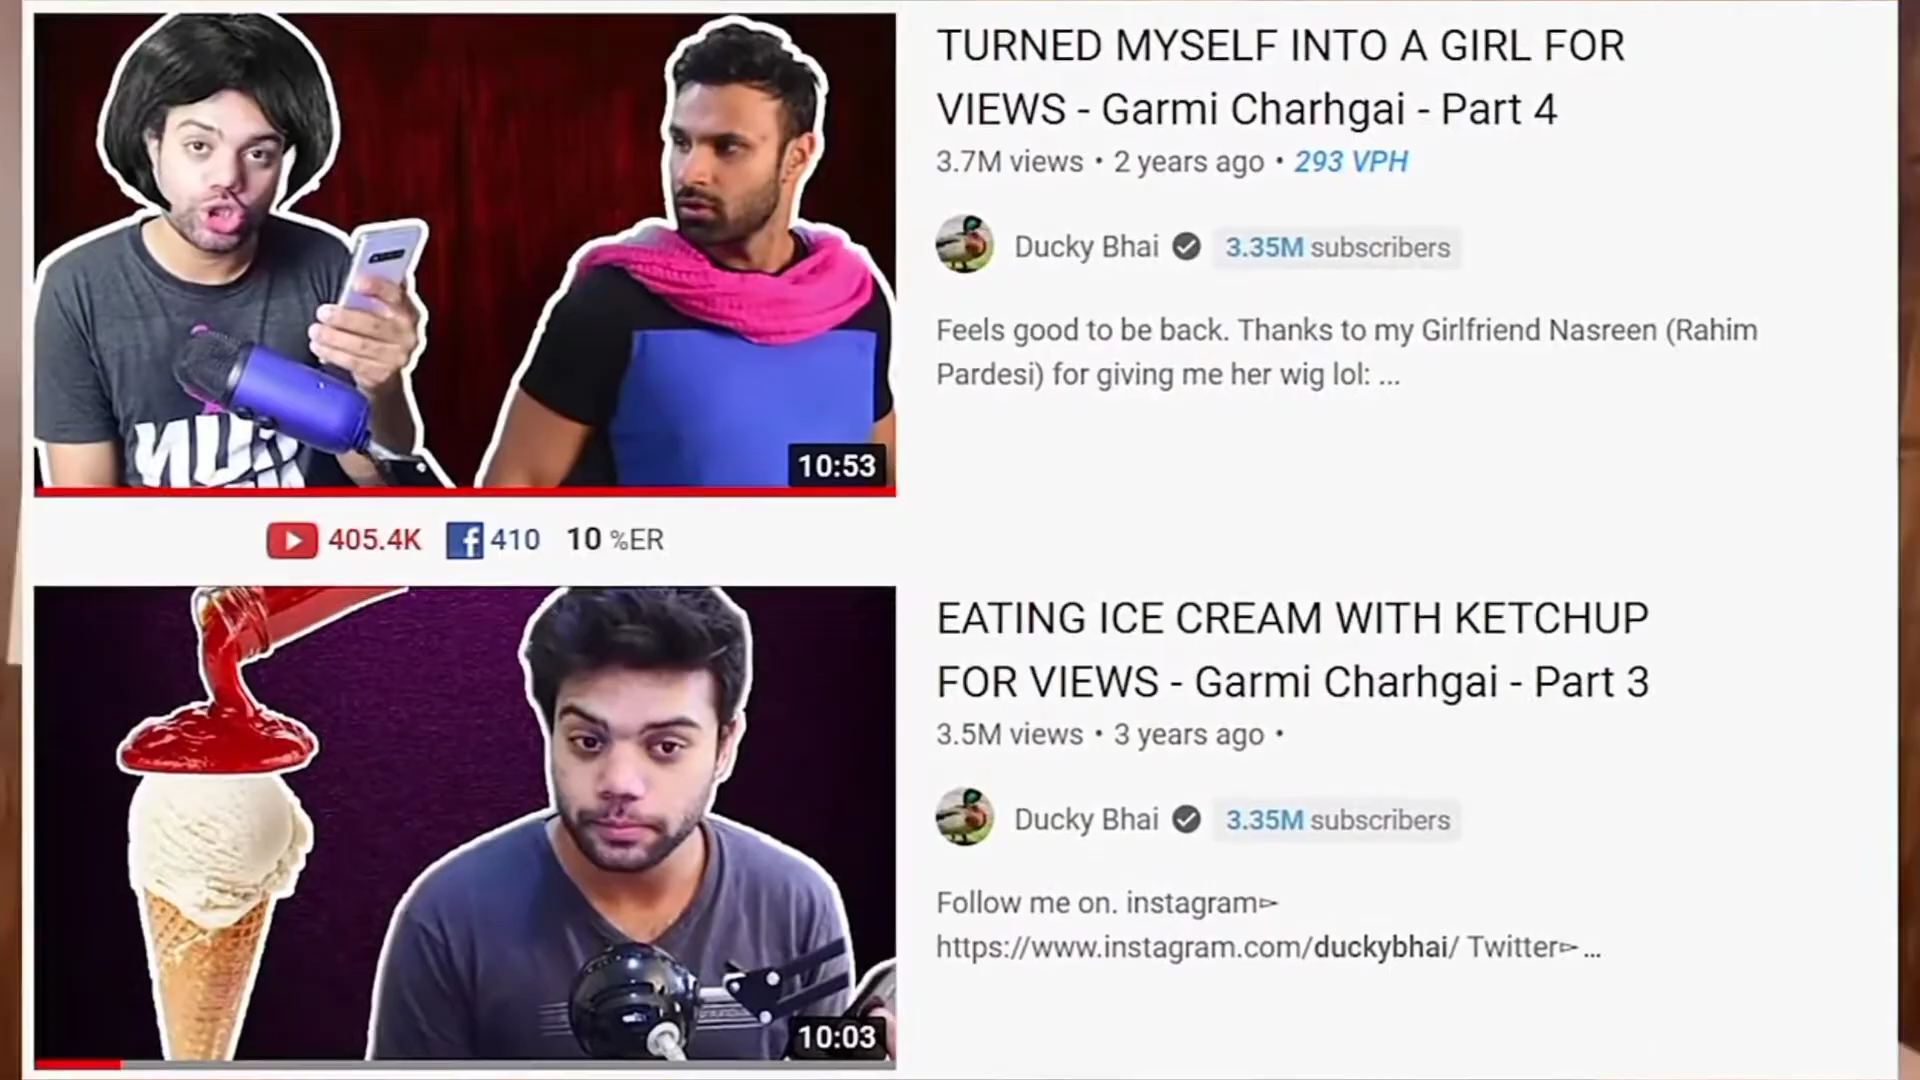 TURNED MYSELF INTO A GIRL FOR
VIEWS - Garmi Charhgai - Part 4
3.7M views • 2 years ago • 293 VPH
Ducky Bhai 3.35M subscribers
Feels good to be back. Thanks to my Girlfriend Nasreen (Rahim
Pardesi) for giving me her wig lol: ...
10:53
405.4K f 410 10 %ER
EATING ICE CREAM WITH KETCHUP
FOR VIEWS - Garmi Charhgai - Part 3
3.5M views • 3 years ago •
Ducky Bhai 3.35M subscribers
Follow me on. instagram▻
https://www.instagram.com/duckybhai/ Twitter▻ ...
10:03